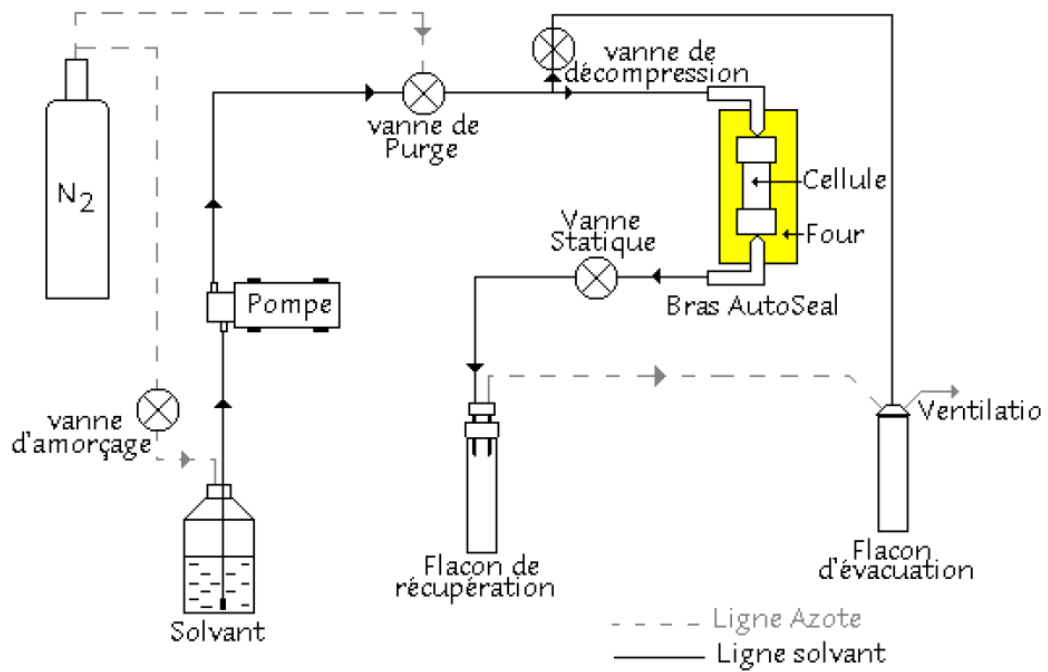 vanne de
décompression
vanne de
Purge
N2
Cellule
Vanne
Statique
Four
Pompe
Bras AutoSeal
vanne
d'amorçage
Ventilatio
Flacon de
récupération
Flacon
d'évacuation
Solvant
Ligne Azote
Ligne solvant